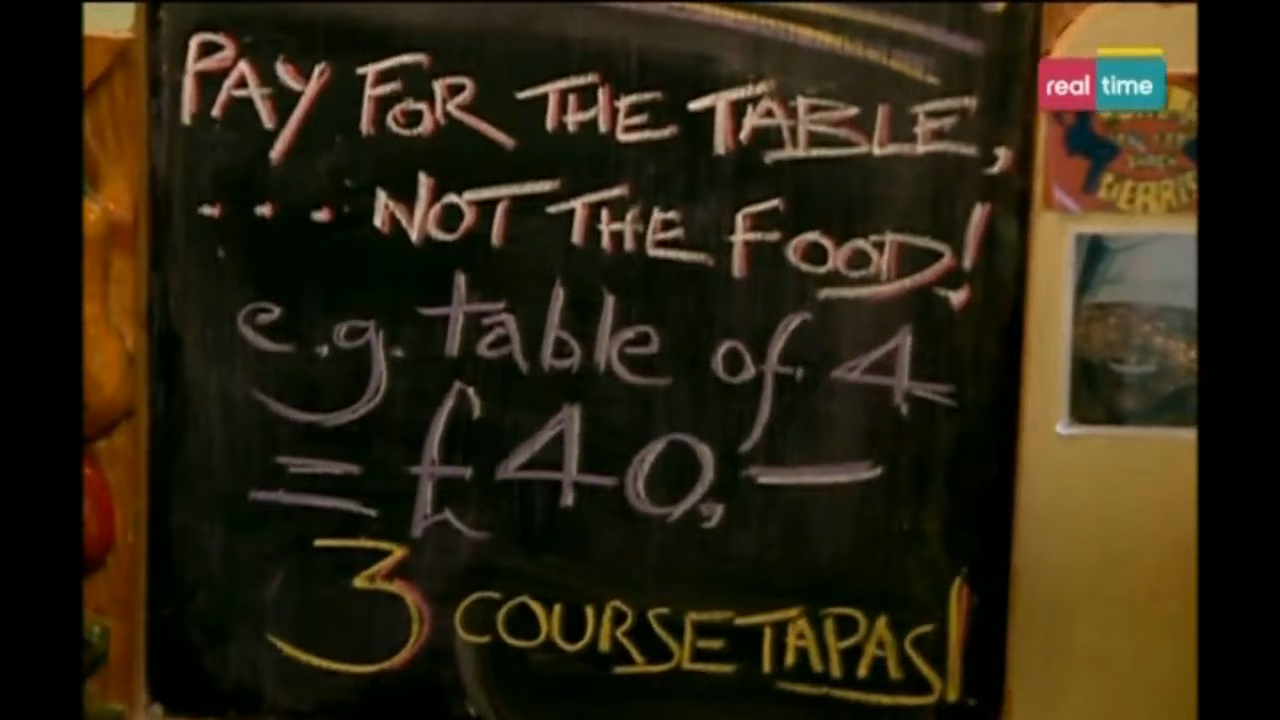 PAY FOR THE TABLE,
... NOT THE FOOD!
e.g. table of 4
= £40,—
3 COURSE TAPAS!
real time